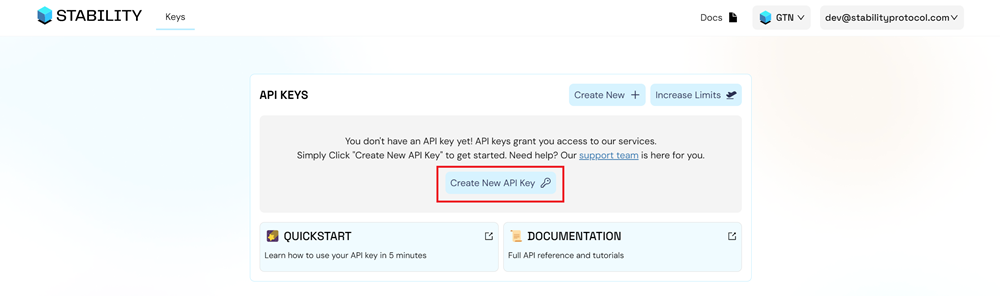 STABILITY
Keys
Docs
GTN
dev@stabilityprotocol.com
API KEYS
Create New
Increase Limits
You don't have an API key yet! API keys grant you access to our services.
Simply Click "Create New API Key" to get started. Need help? Our support team is here for you.
Create New API Key
QUICKSTART
Learn how to use your API key in 5 minutes
DOCUMENTATION
Full API reference and tutorials